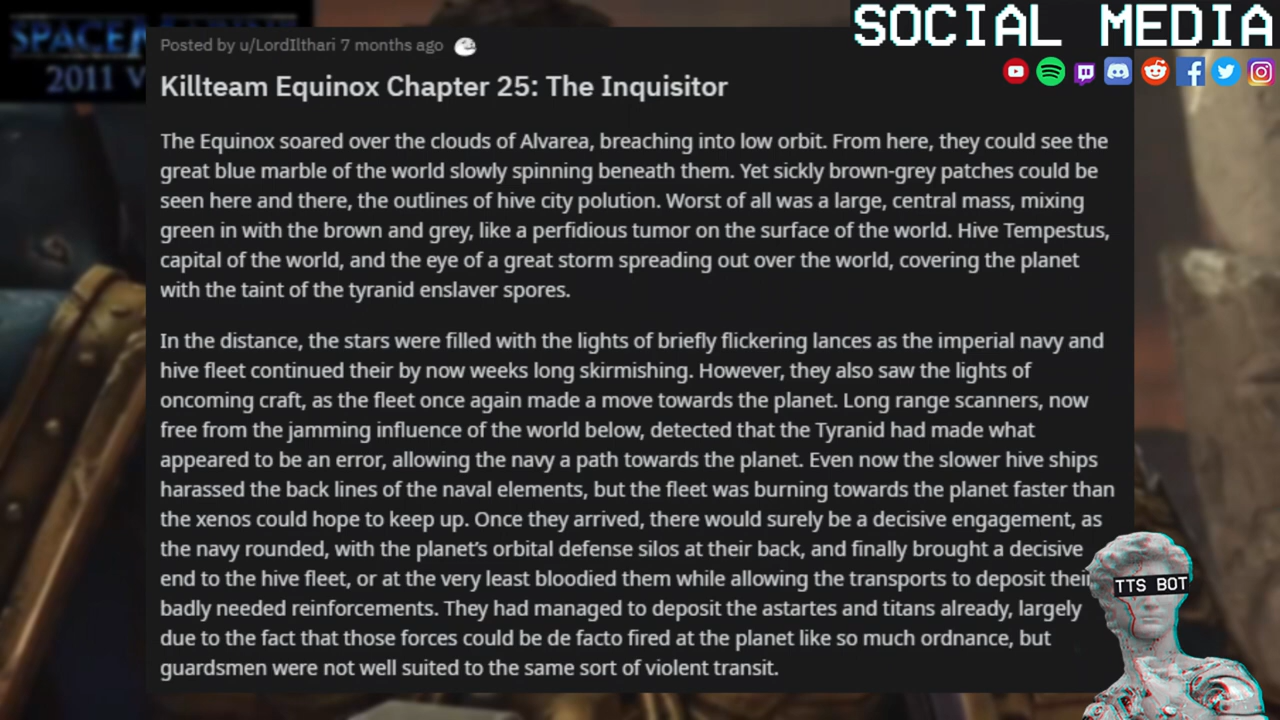 SPACE
2011 V
SOCIAL MEDIA
Posted by u/LordIlthari 7 months ago
Killteam Equinox Chapter 25: The Inquisitor
The Equinox soared over the clouds of Alvarea, breaching into low orbit. From here, they could see the
great blue marble of the world slowly spinning beneath them. Yet sickly brown-grey patches could be
seen here and there, the outlines of hive city polution. Worst of all was a large, central mass, mixing
green in with the brown and grey, like a perfidious tumor on the surface of the world. Hive Tempestus,
capital of the world, and the eye of a great storm spreading out over the world, covering the planet
with the taint of the tyranid enslaver spores.
In the distance, the stars were filled with the lights of briefly flickering lances as the imperial navy and
hive fleet continued their by now weeks long skirmishing. However, they also saw the lights of
oncoming craft, as the fleet once again made a move towards the planet. Long range scanners, now
free from the jamming influence of the world below, detected that the Tyranid had made what
appeared to be an error, allowing the navy a path towards the planet. Even now the slower hive ships
harassed the back lines of the naval elements, but the fleet was burning towards the planet faster than
the xenos could hope to keep up. Once they arrived, there would surely be a decisive engagement, as
the navy rounded, with the planet's orbital defense silos at their back, and finally brought a decisive
end to the hive fleet, or at the very least bloodied them while allowing the transports to deposit their
badly needed reinforcements. They had managed to deposit the astartes and titans already, largely
due to the fact that those forces could be de facto fired at the planet like so much ordnance, but
guardsmen were not well suited to the same sort of violent transit.
TTS BOT